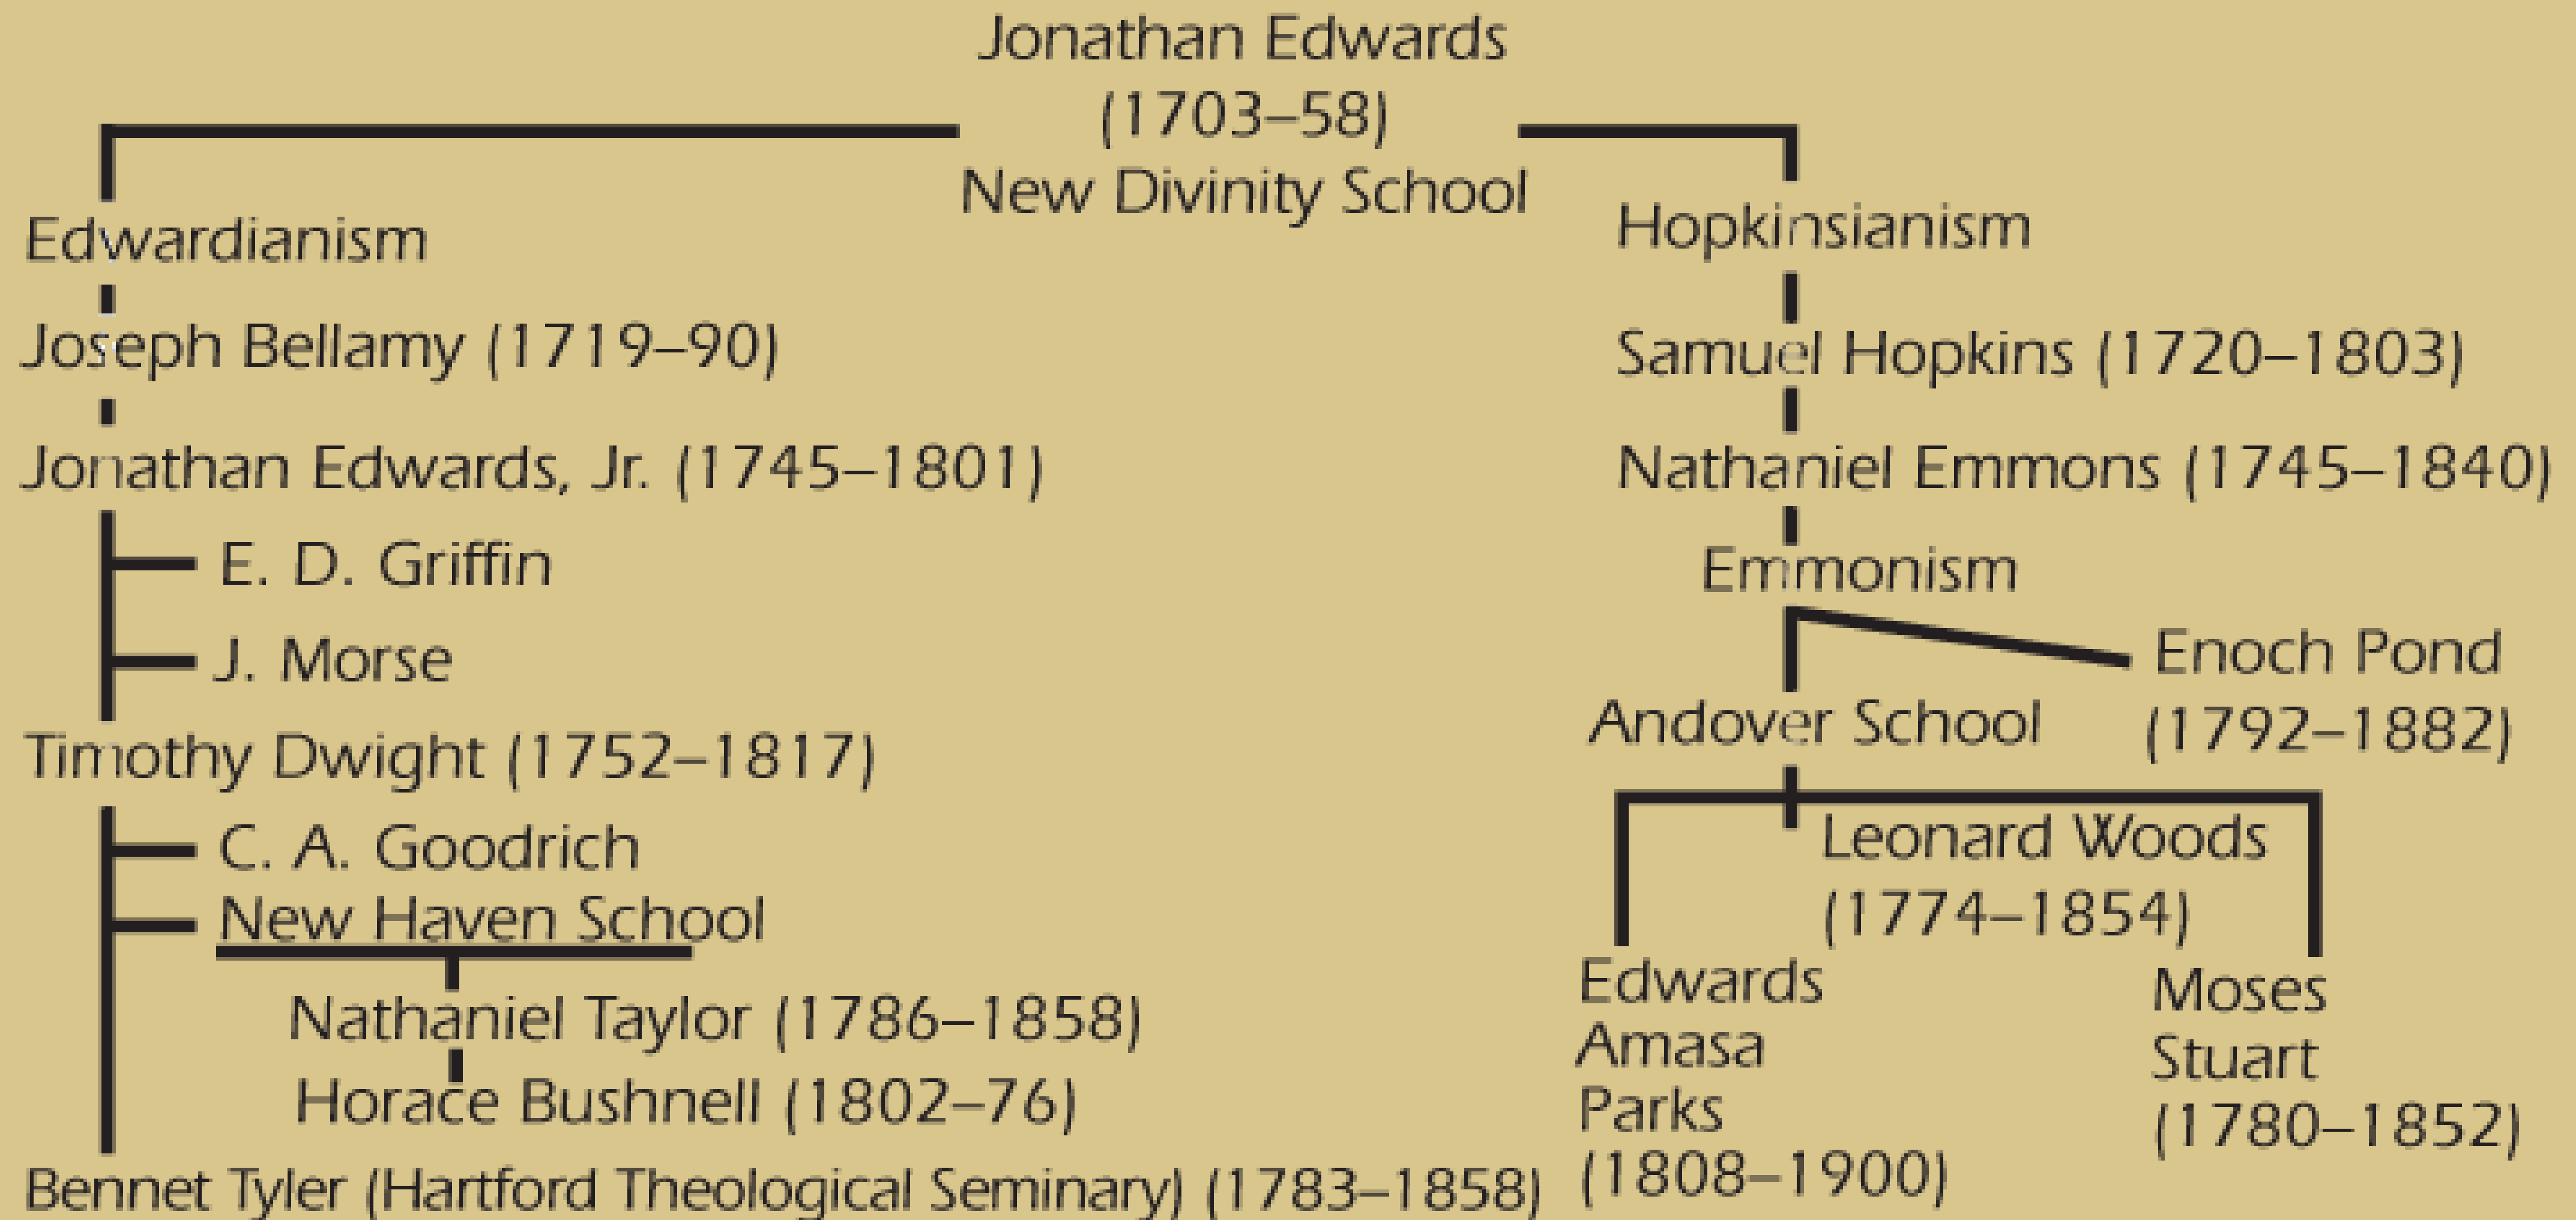 Jonathan Edwards
(1703–58)
New Divinity School
Edwardianism
Joseph Bellamy (1719–90)
Jonathan Edwards, Jr. (1745–1801)
E. D. Griffin
J. Morse
Timothy Dwight (1752–1817)
C. A. Goodrich
New Haven School
Nathaniel Taylor (1786–1858)
Horace Bushnell (1802–76)
Bennet Tyler (Hartford Theological Seminary) (1783–1858)
Hopkinsianism
Samuel Hopkins (1720–1803)
Nathaniel Emmons (1745–1840)
Emmonism
Enoch Pond
(1792–1882)
Andover School
Leonard Woods
(1774–1854)
Edwards
Amasa
Parks
(1808–1900)
Moses
Stuart
(1780–1852)